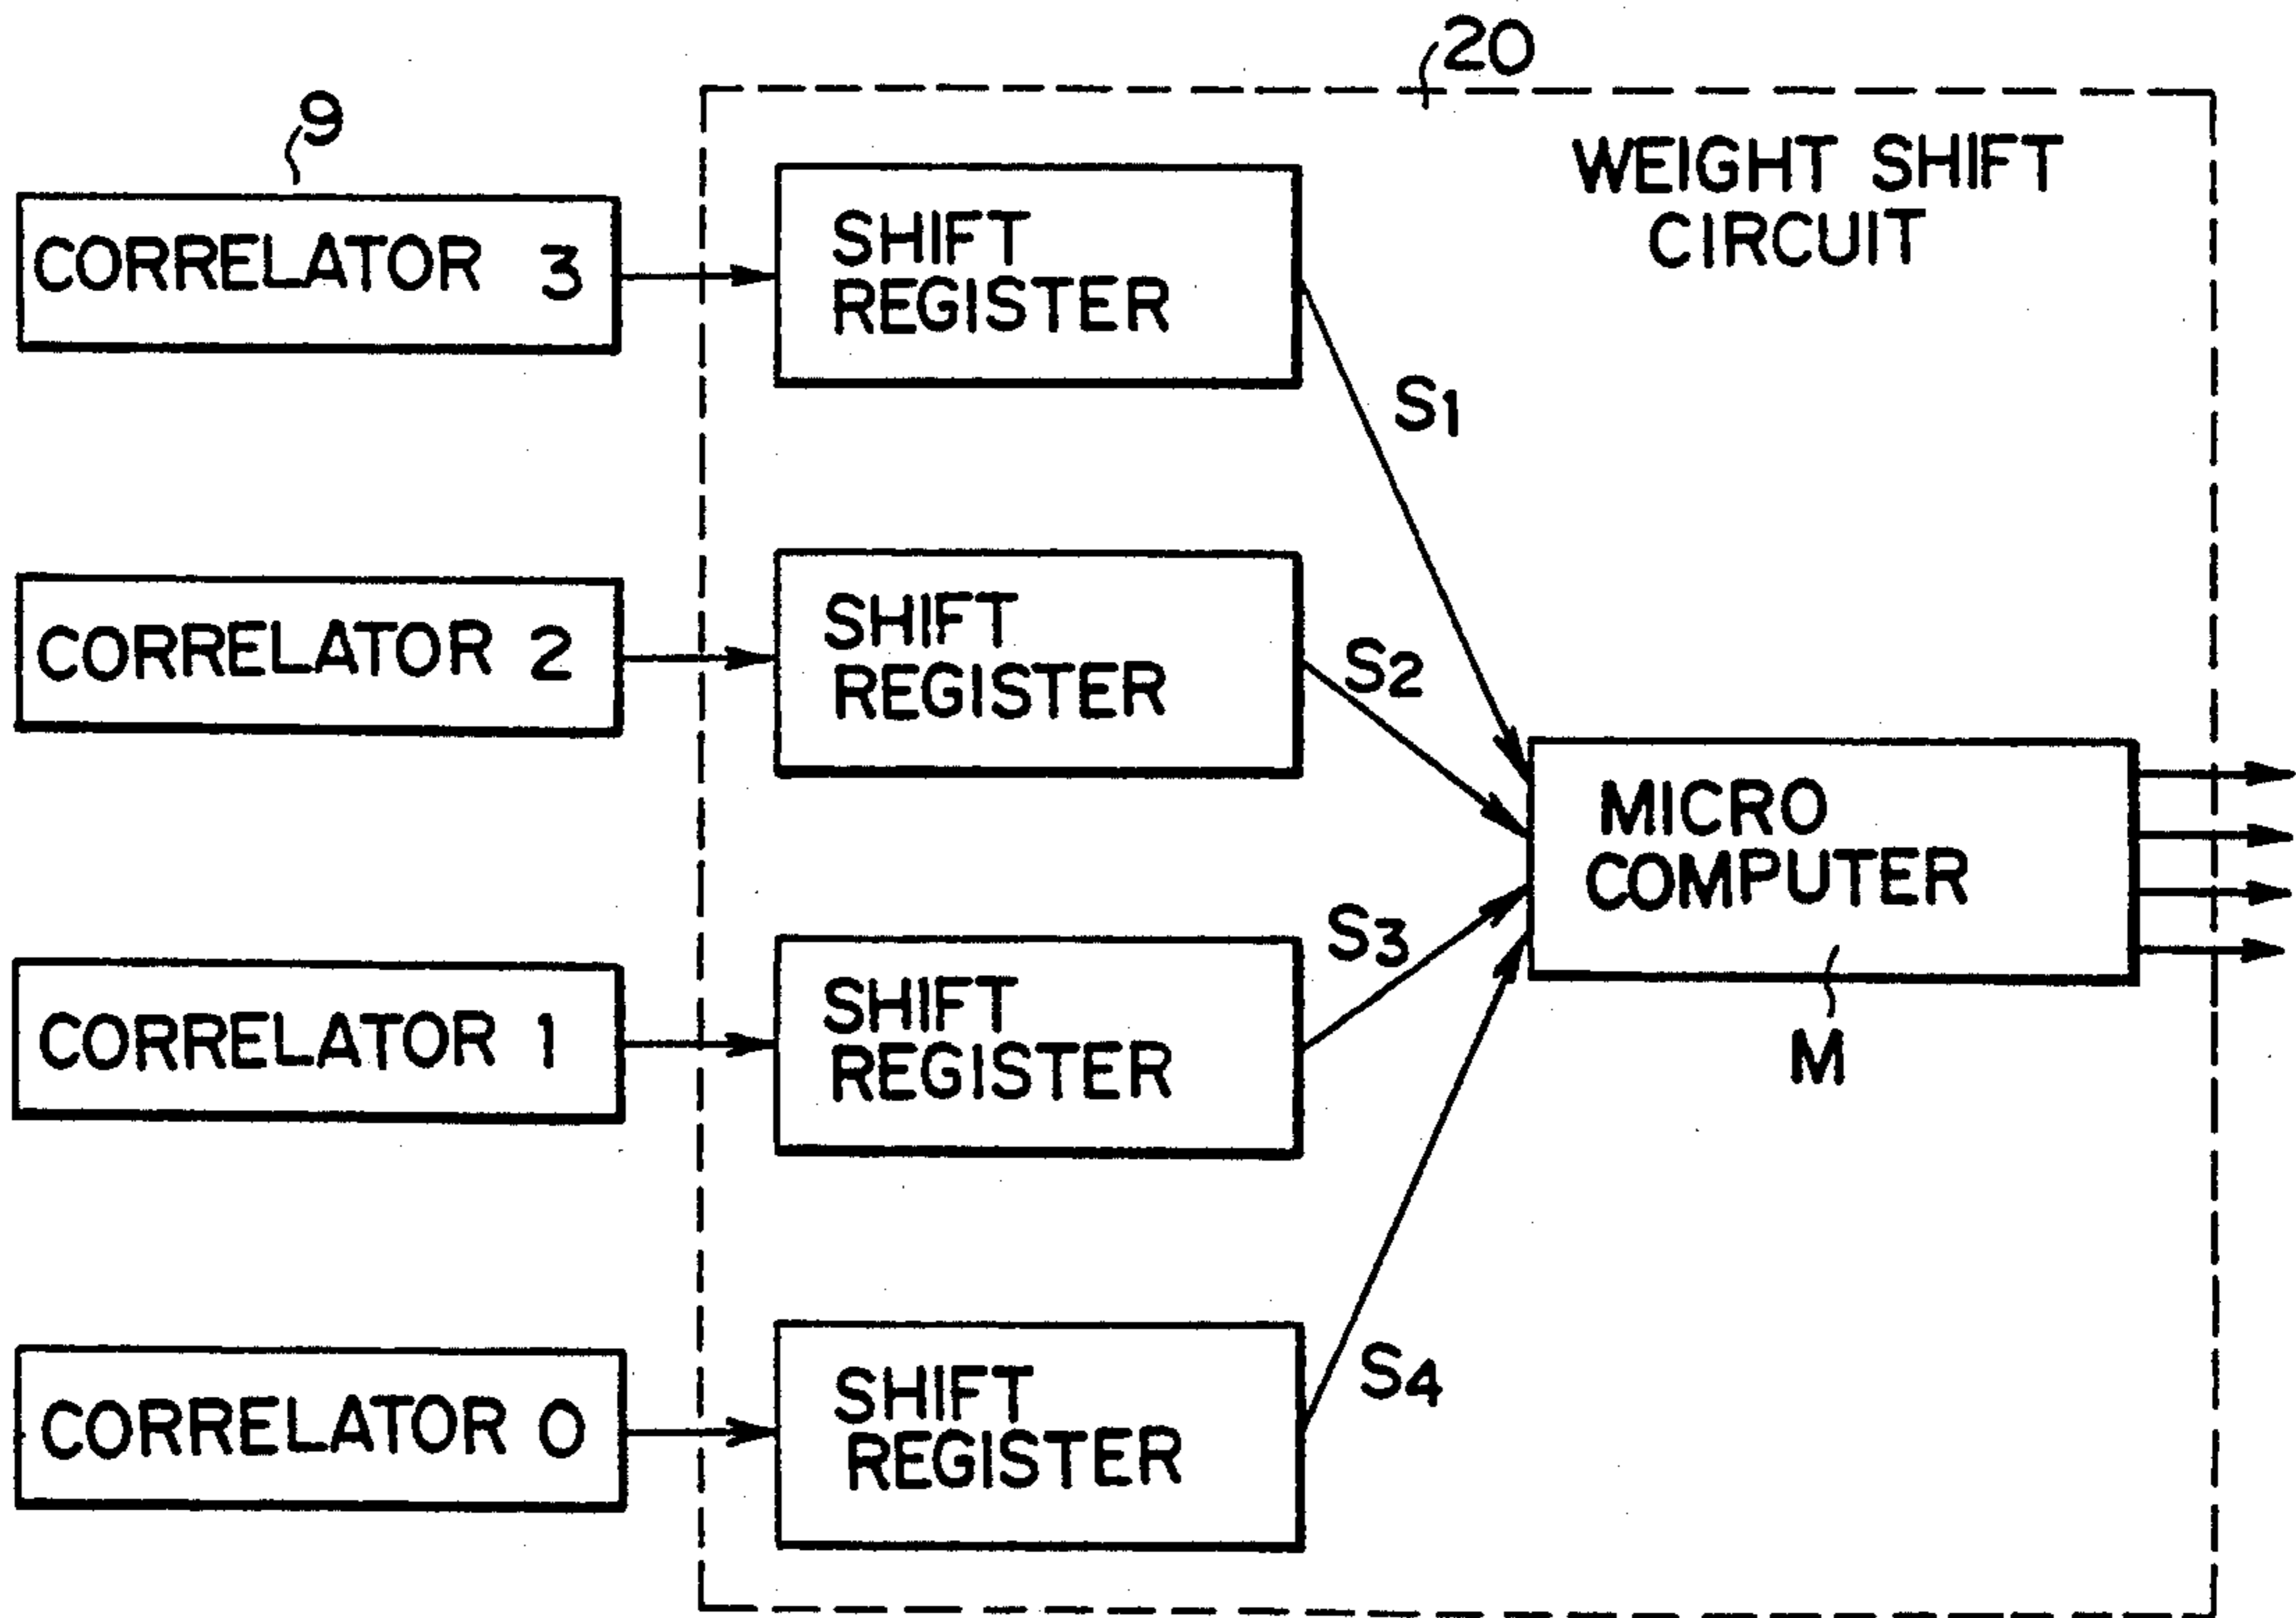 20
9
WEIGHT SHIFT
CIRCUIT
CORRELATOR 3
SHIFT
REGISTER
S1
CORRELATOR 2
SHIFT
REGISTER
S2
MICRO
COMPUTER
M
CORRELATOR 1
SHIFT
REGISTER
S3
CORRELATOR 0
SHIFT
REGISTER
S4